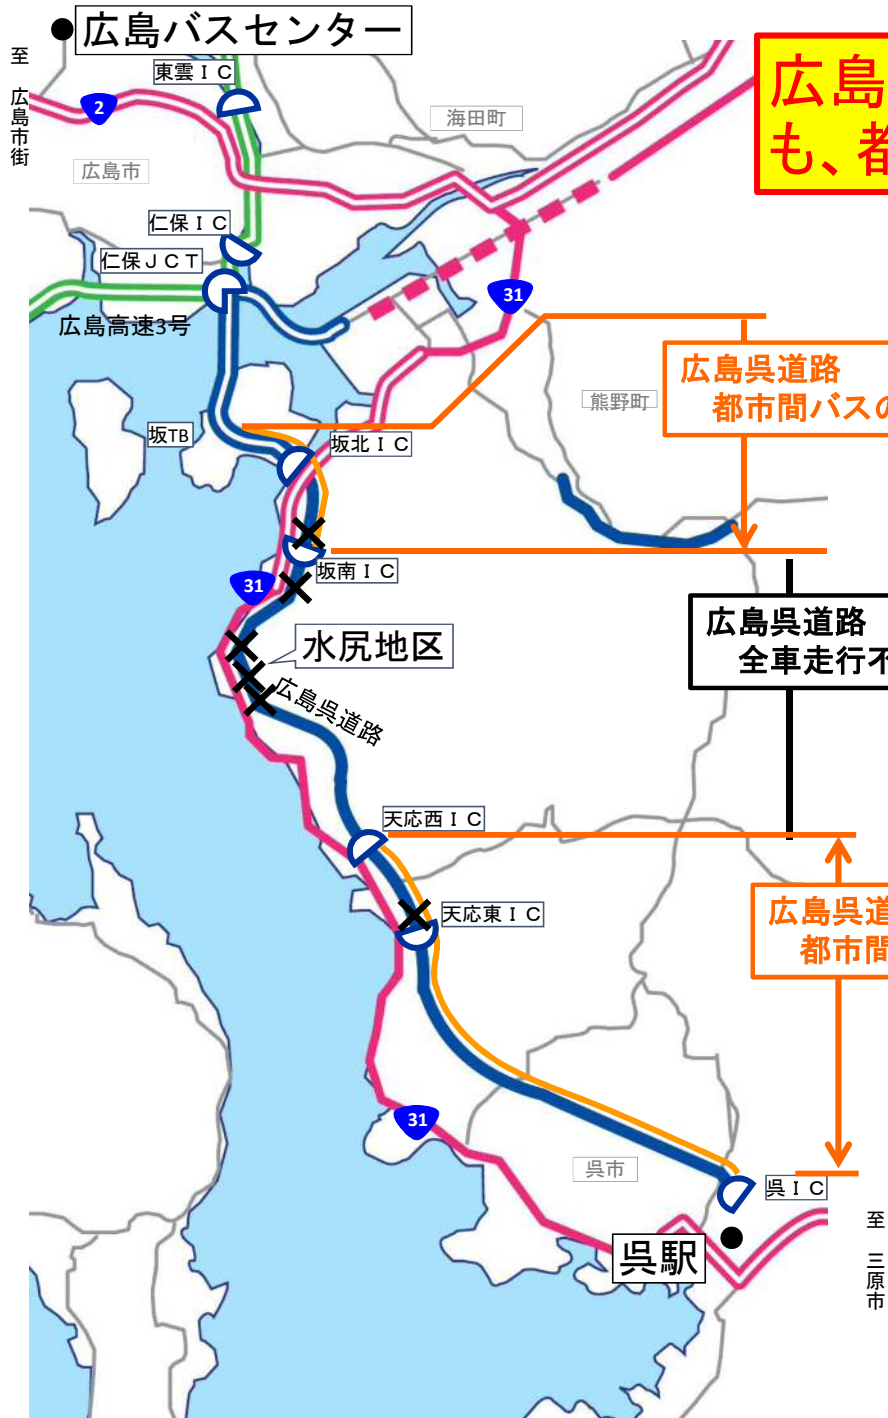 広島バスセンター
至 広島市街
東雲ＩＣ
2
海田町
広島市
広島
も、都
仁保ＩＣ
仁保ＪＣＴ
31
広島高速3号
広島呉道路
都市間バスの
熊野町
坂TB
坂北ＩＣ
坂南ＩＣ
31
広島呉道路
全車走行不
水尻地区
広島呉道路
天応西ＩＣ
天応東ＩＣ
広島呉道
都市間
31
呉市
呉ＩＣ
至 三原市
呉駅